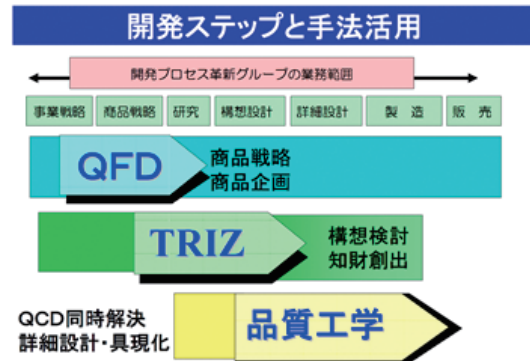 開発ステップと手法活用
開発プロセス革新グループの業務範囲
事業戦略 商品戦略 研究 構想設計 詳細設計 製造 販売
QFD
商品戦略
商品企画
TRIZ
構想検討
知財創出
QCD同時解決
詳細設計・具現化
品質工学